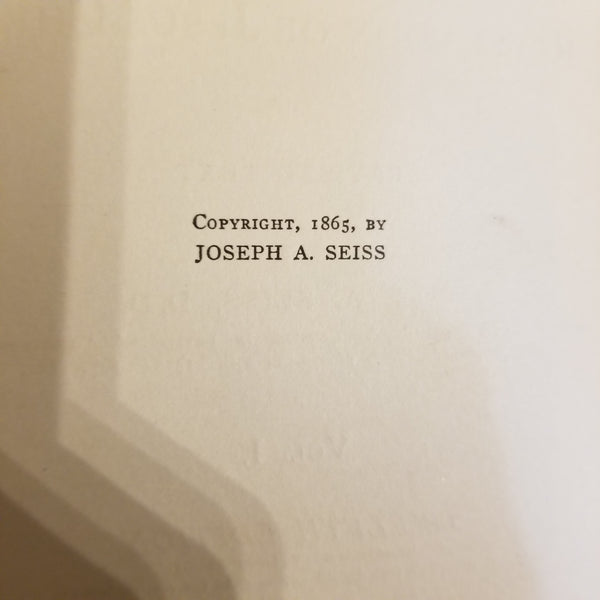 Copyright, 1865, by
JOSEPH A. SEISS